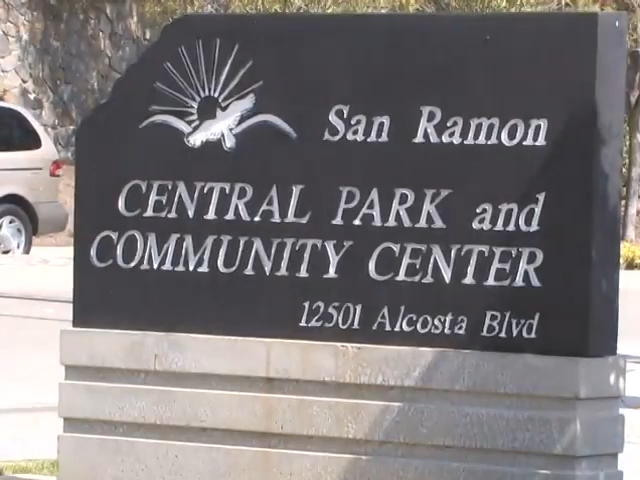 San Ramon
CENTRAL PARK and
COMMUNITY CENTER
12501 Alcosta Blvd